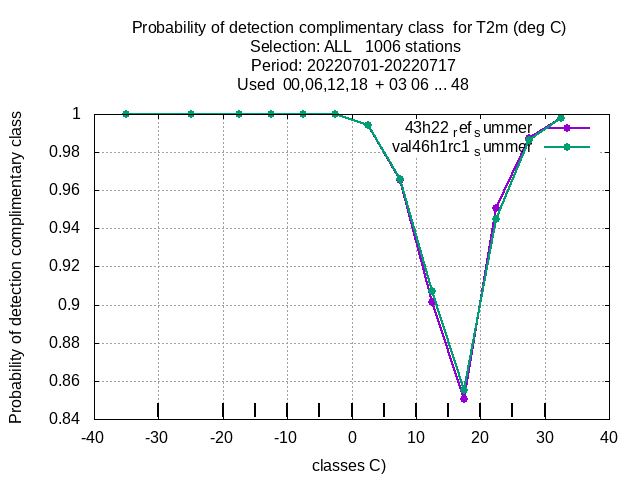 Probability of detection complimentary class  for T2m (deg C)
Selection: ALL   1006 stations
Period: 20220701-20220717
Used  00,06,12,18  + 03 06 ... 48
Probability of detection complimentary class
1
0.98
0.96
0.94
0.92
0.9
0.88
0.86
0.84
43h22 ref summer
val46h1rc1 summer
-40 -30 -20 -10 0 10 20 30 40
classes C)